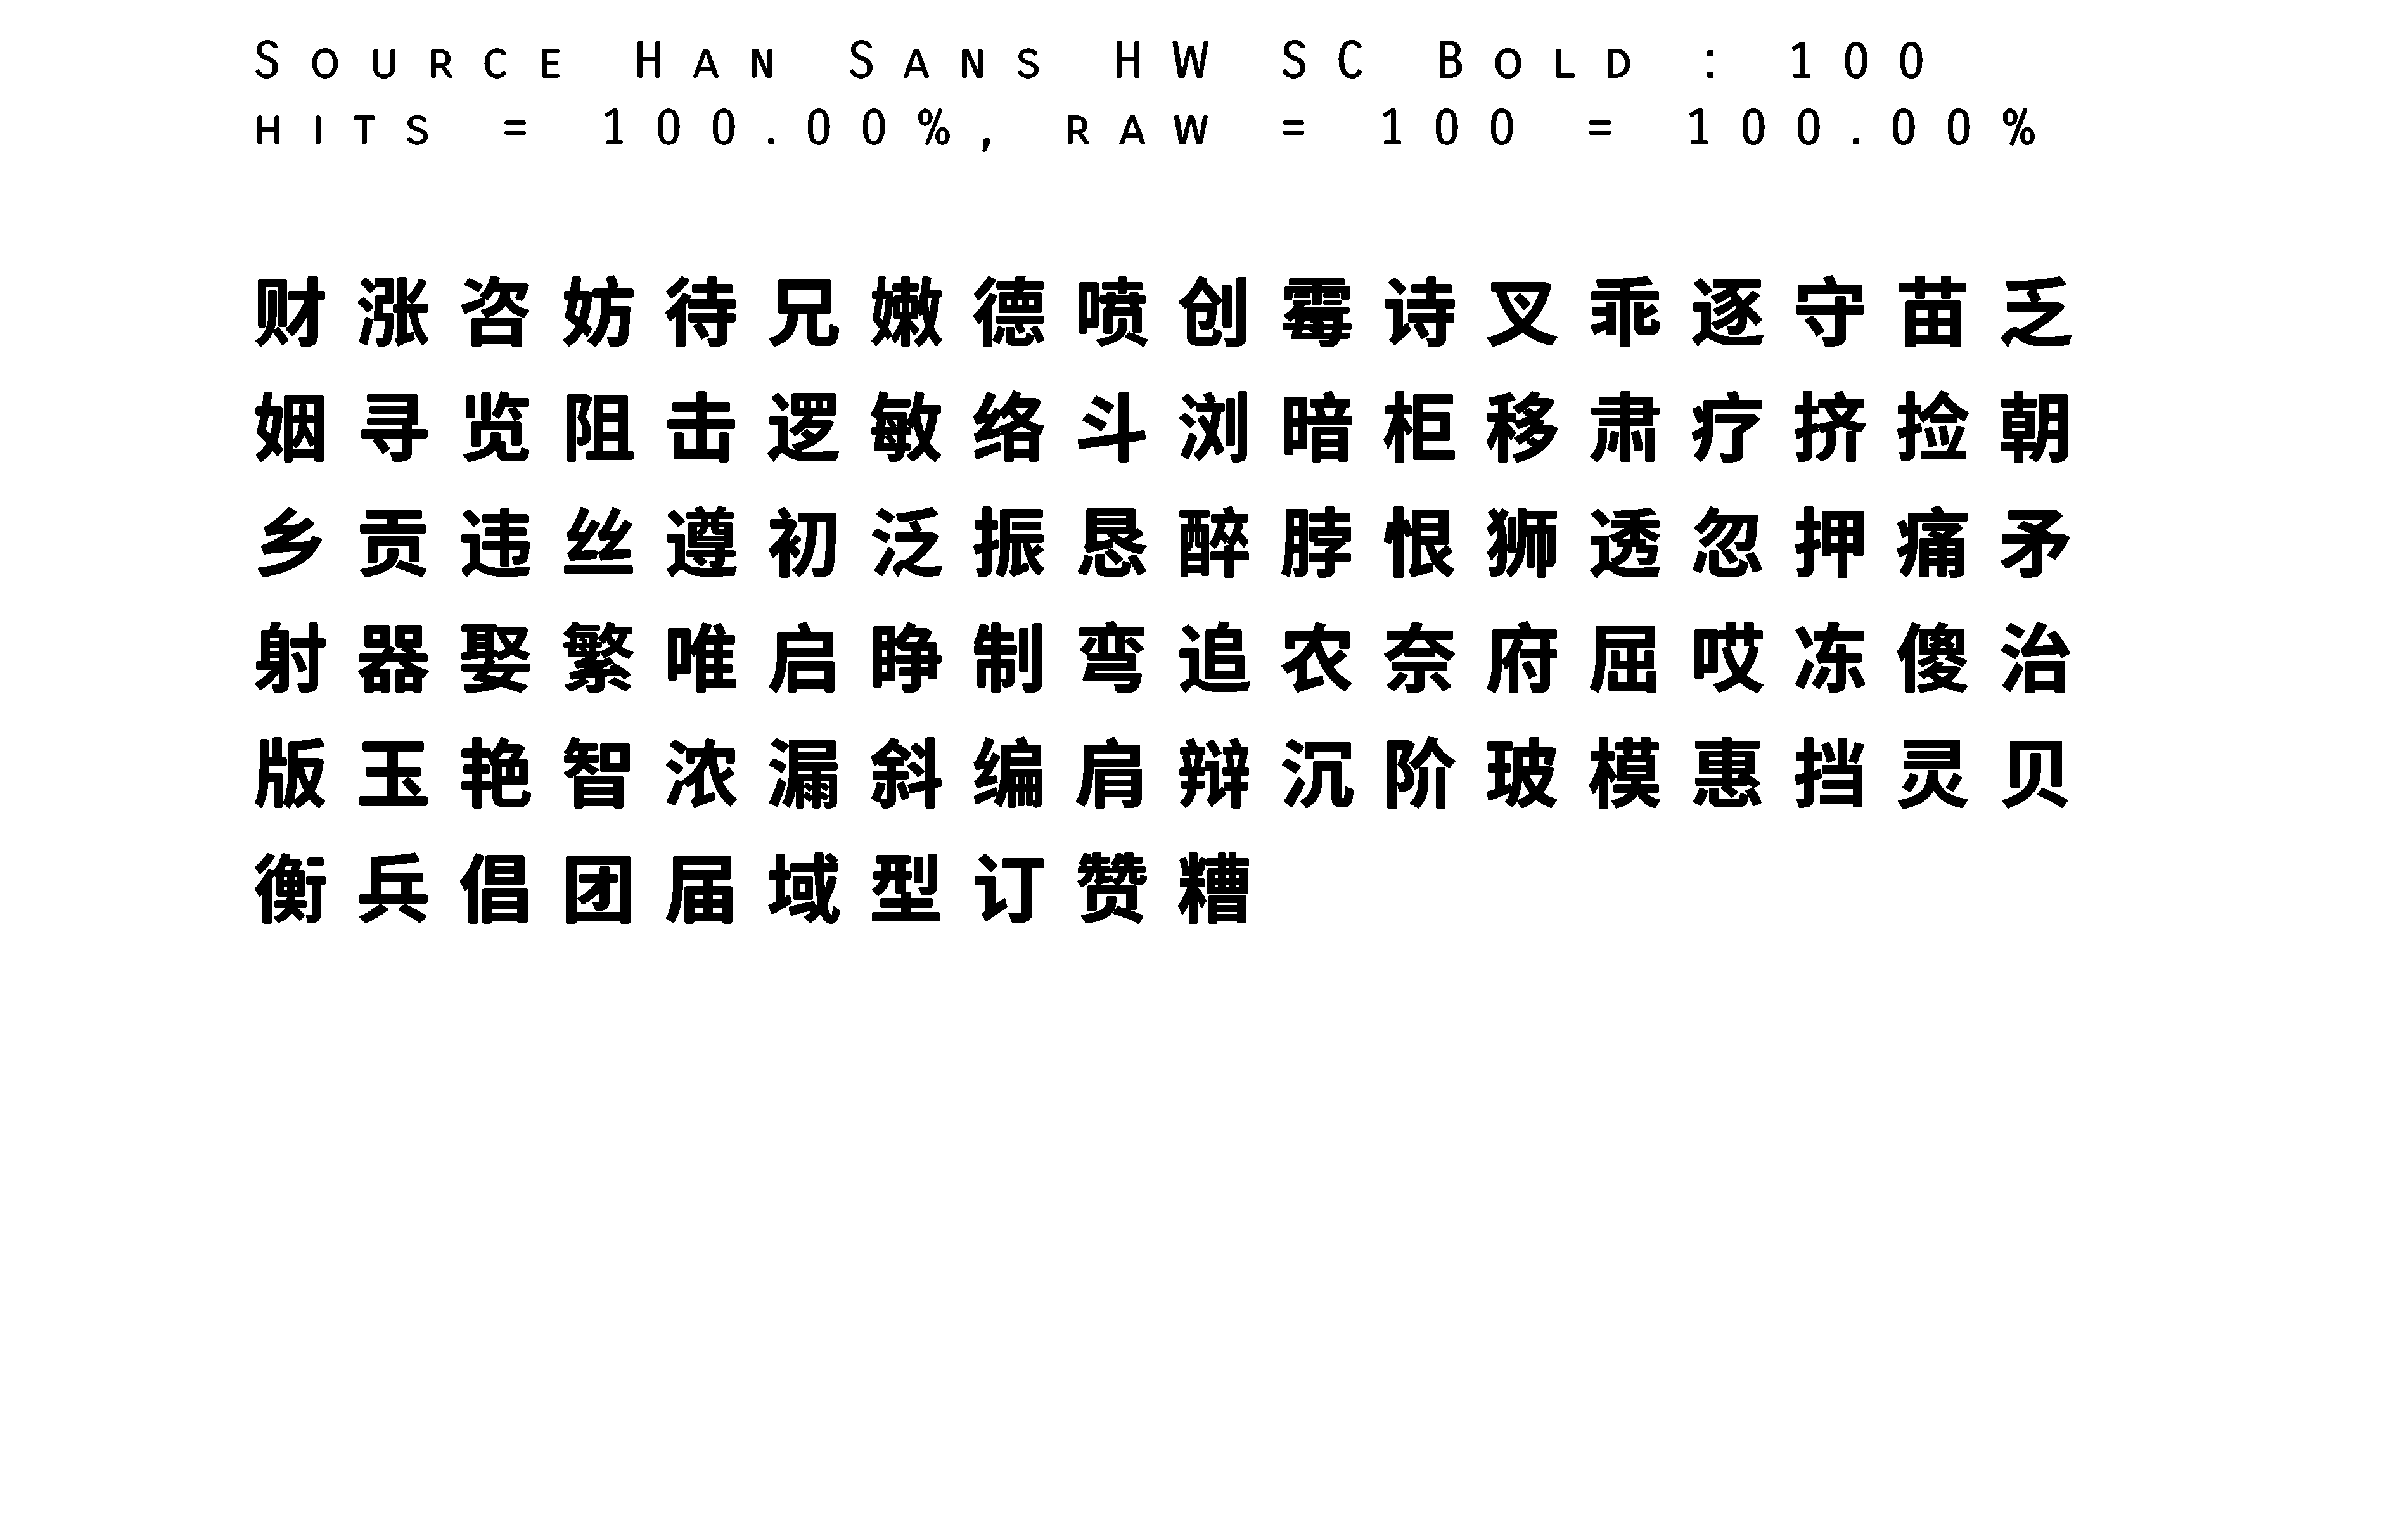 Source Han Sans HW SC Bold : 100
hits = 100.00%, raw = 100 = 100.00%
财涨咨妨待兄嫩德喷创霉诗叉乖逐守苗乏
姻寻览阻击逻敏络斗浏暗柜移肃疗挤捡朝
乡贡违丝遵初泛振恳醉脖恨狮透忽押痛矛
射器娶繁唯启睁制弯追农奈府屈哎冻傻治
版玉艳智浓漏斜编肩辩沉阶玻模惠挡灵贝
衡兵倡团届域型订赞糟